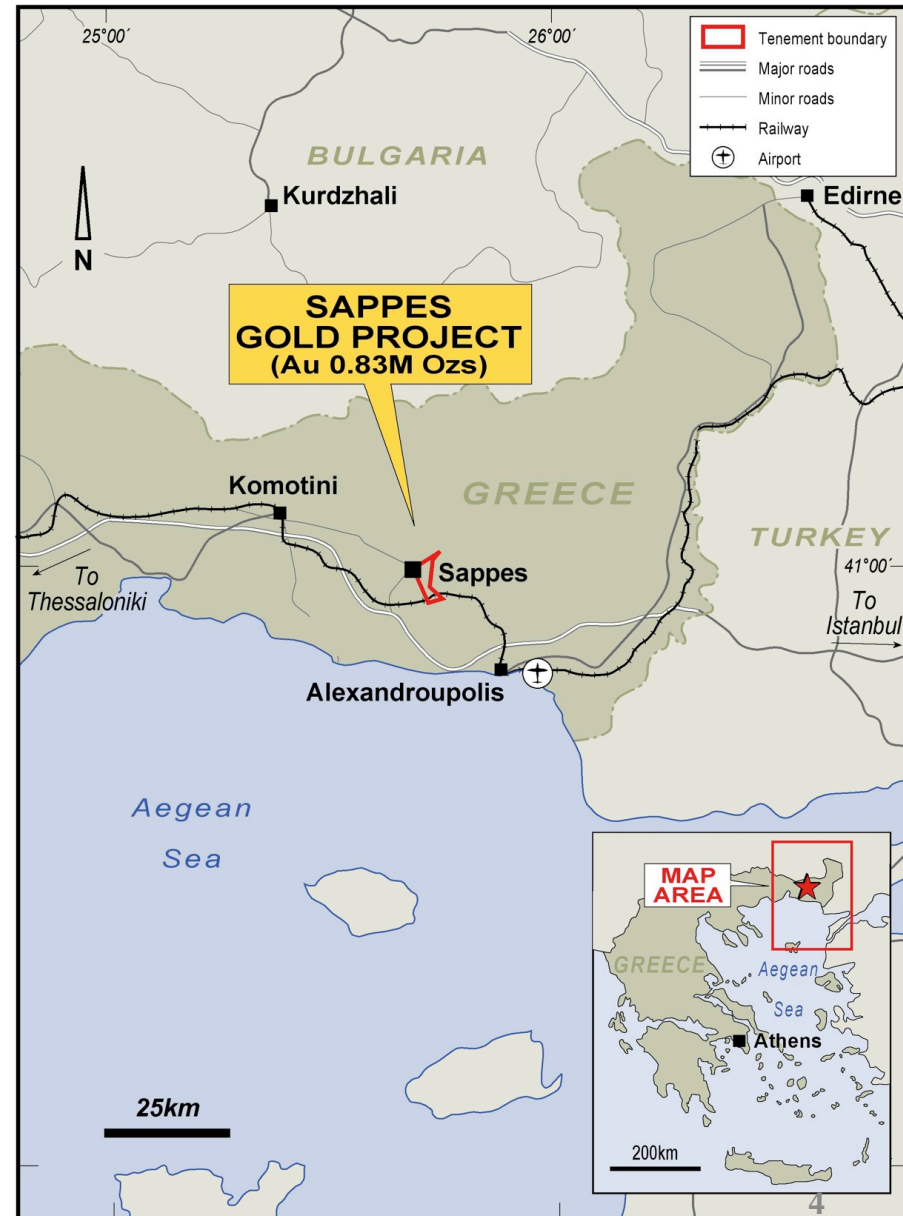 25°00′
26°00′
Tenement boundary
Major roads
Minor roads
Railway
Airport
BULGARIA
Kurdzhali
Edirne
N
SAPPES
GOLD PROJECT
(Au 0.83M Ozs)
Komotini
GREECE
TURKEY
Sappes
41°00′
To
Thessaloniki
To
Istanbul
Alexandroupolis
Aegean
Sea
MAP
AREA
GREECE
Aegean
Sea
Athens
25km
200km
4